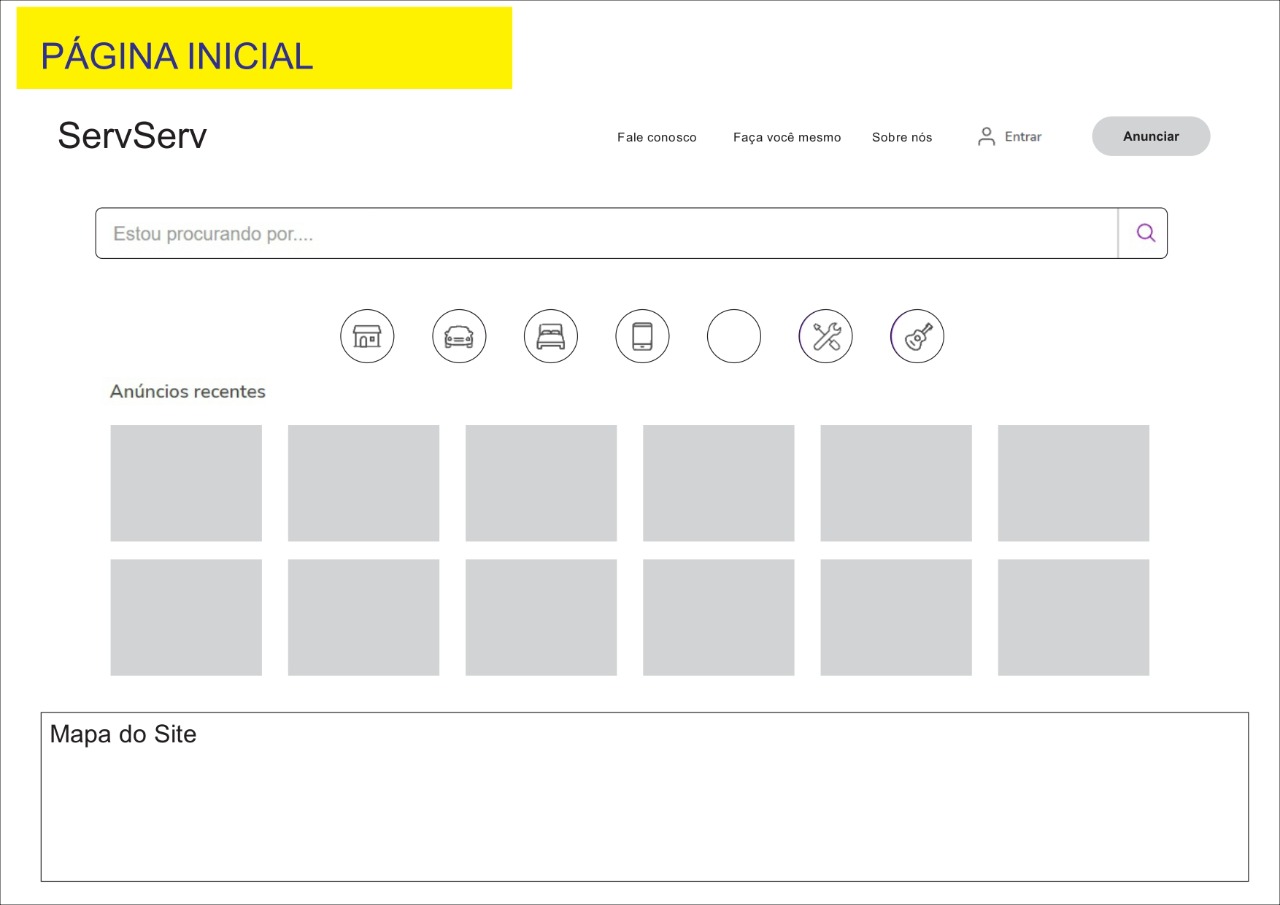 PÁGINA INICIAL
ServServ
Fale conosco
Faça você mesmo
Sobre nós
Entrar
Anunciar
Estou procurando por....
Anúncios recentes
Mapa do Site